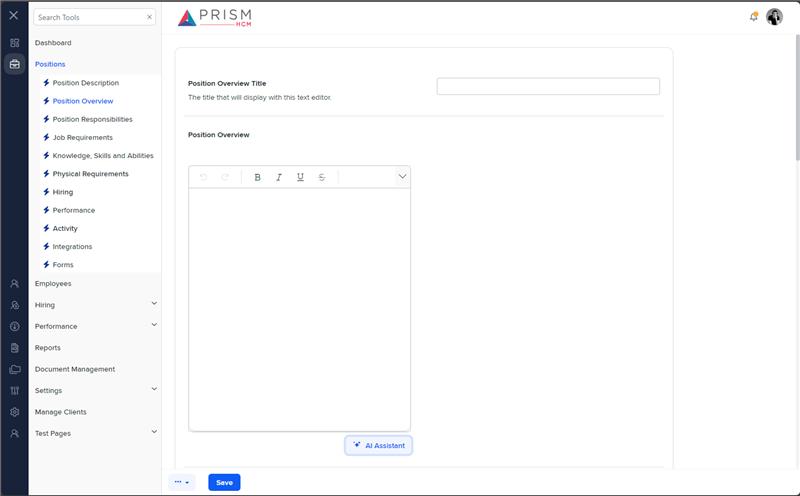 Search Tools
PRISM
HCM
Dashboard
Positions
Position Description
Position Overview
Position Responsibilities
Job Requirements
Knowledge, Skills and Abilities
Physical Requirements
Hiring
Performance
Activity
Integrations
Forms
Employees
Hiring
Performance
Reports
Document Management
Settings
Manage Clients
Test Pages
Position Overview Title
The title that will display with this text editor.
Position Overview
B I U S
AI Assistant
Save